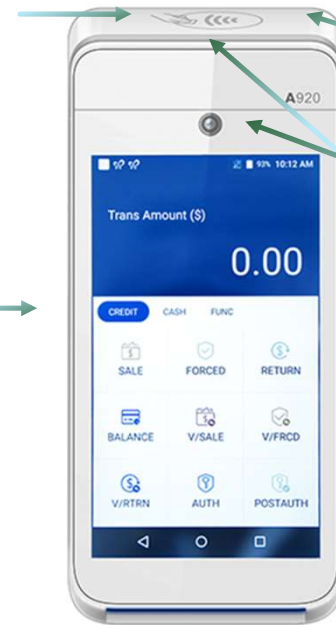 A920
93% 10:12 AM
Trans Amount ($)
0.00
CREDIT CASH FUNC
SALE FORCED RETURN
BALANCE V/SALE V/FRCD
V/RTRN AUTH POSTAUTH